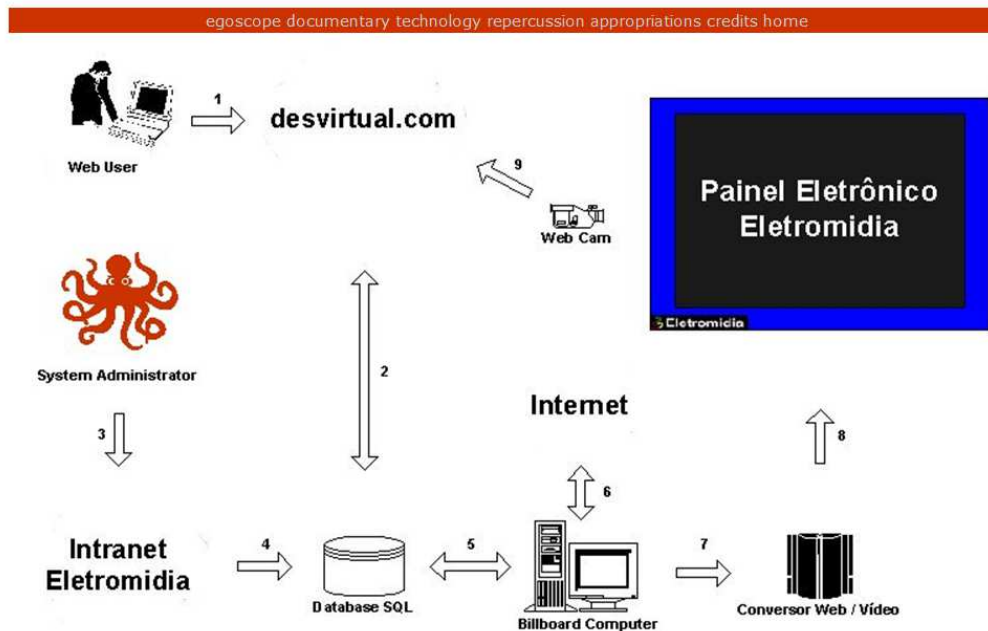 egoscope documentary technology repercussion appropriations credits home
1
desvirtual.com
Web User
9
Web Cam
Painel Eletrônico
Eletromidia
Eletromidia
System Administrator
2
Internet
3
8
6
Intranet
Eletromidia
4
Database SQL
5
Billboard Computer
7
Conversor Web / Vídeo